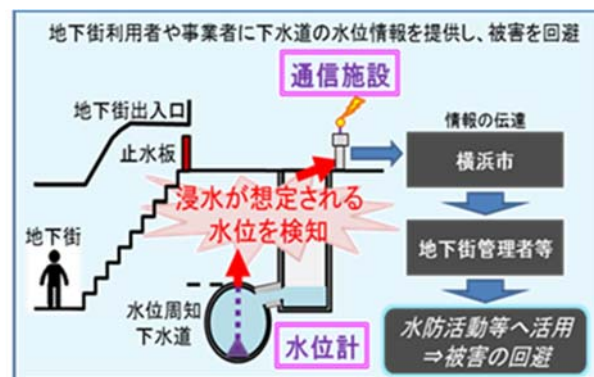 地下街利用者や事業者に下水道の水位情報を提供し、被害を回避
通信施設
地下街出入口
止水板
情報の伝達
横浜市
浸水が想定される
水位を検知
地下街
地下街管理者等
水位周知
下水道
水位計
水防活動等へ活用
⇒被害の回避